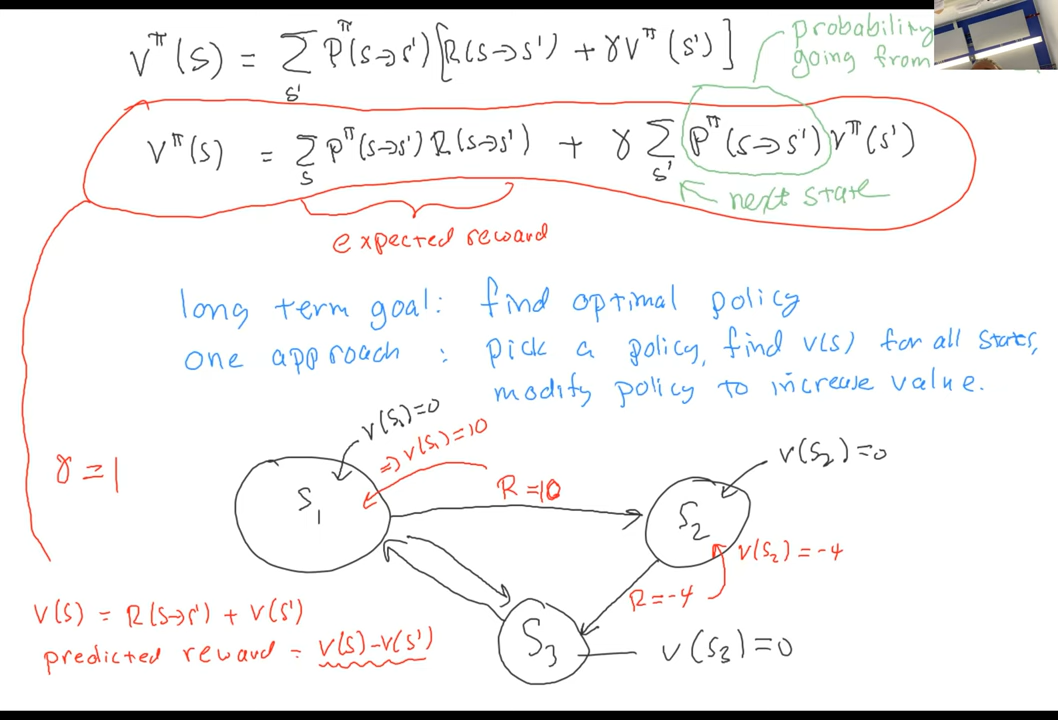 V^π(s) = Σ_s' P^π(s→s')[R(s→s') + γV^π(s')]
probability
going from
V^π(s) = Σ_s P^π(s→s') R(s→s') + γ Σ_s' P^π(s→s') V^π(s')
next state
expected reward
long term goal: find optimal policy
one approach : pick a policy, find v(s) for all states,
modify policy to increase value.
V(S₁)=0
⇒ V(S₁)=10
γ = 1
R=10
V(S₂)=0
S₁
S₂
V(S₂) = -4
R=-4
V(S) = R(S→S') + V(S')
predicted reward = V(S)-V(S')
S₃
V(S₃)=0